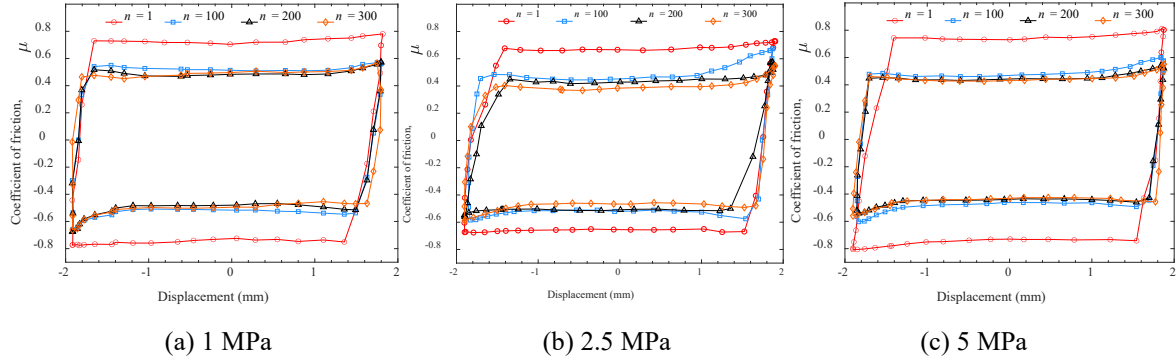 n = 1 n = 100 n = 200 n = 300
0.8
0.6
0.4
0.2
0
-0.2
-0.4
-0.6
-0.8
Coefficient of friction, μ
-2 -1 0 1 2
Displacement (mm)
(a) 1 MPa
n = 1 n = 100 n = 200 n = 300
0.8
0.6
0.4
0.2
0
-0.2
-0.4
-0.6
-0.8
Coefficient of friction, μ
-2 -1 0 1 2
Displacement (mm)
(b) 2.5 MPa
n = 1 n = 100 n = 200 n = 300
0.8
0.6
0.4
0.2
0
-0.2
-0.4
-0.6
-0.8
Coefficient of friction, μ
-2 -1 0 1 2
Displacement (mm)
(c) 5 MPa